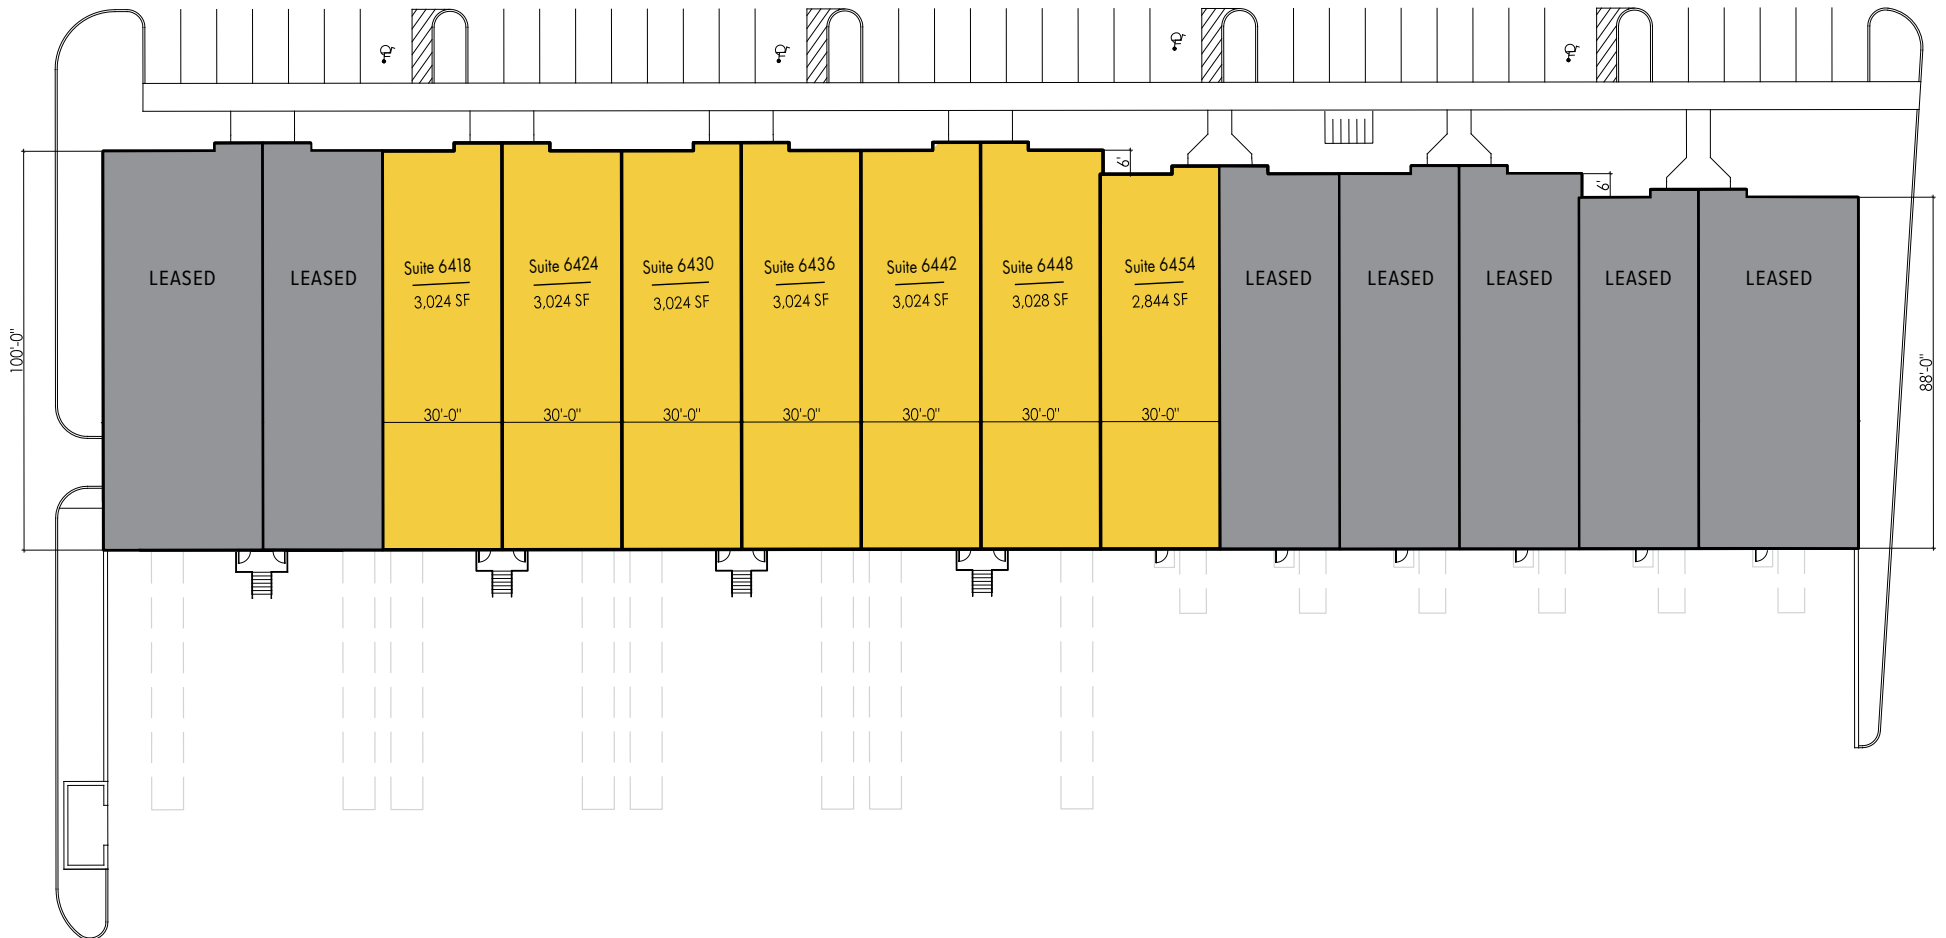 6'
6'
100'-0"
88'-0"
LEASED
LEASED
Suite 6418
3,024 SF
Suite 6424
3,024 SF
Suite 6430
3,024 SF
Suite 6436
3,024 SF
Suite 6442
3,024 SF
Suite 6448
3,028 SF
Suite 6454
2,844 SF
LEASED
LEASED
LEASED
LEASED
LEASED
30'-0"
30'-0"
30'-0"
30'-0"
30'-0"
30'-0"
30'-0"